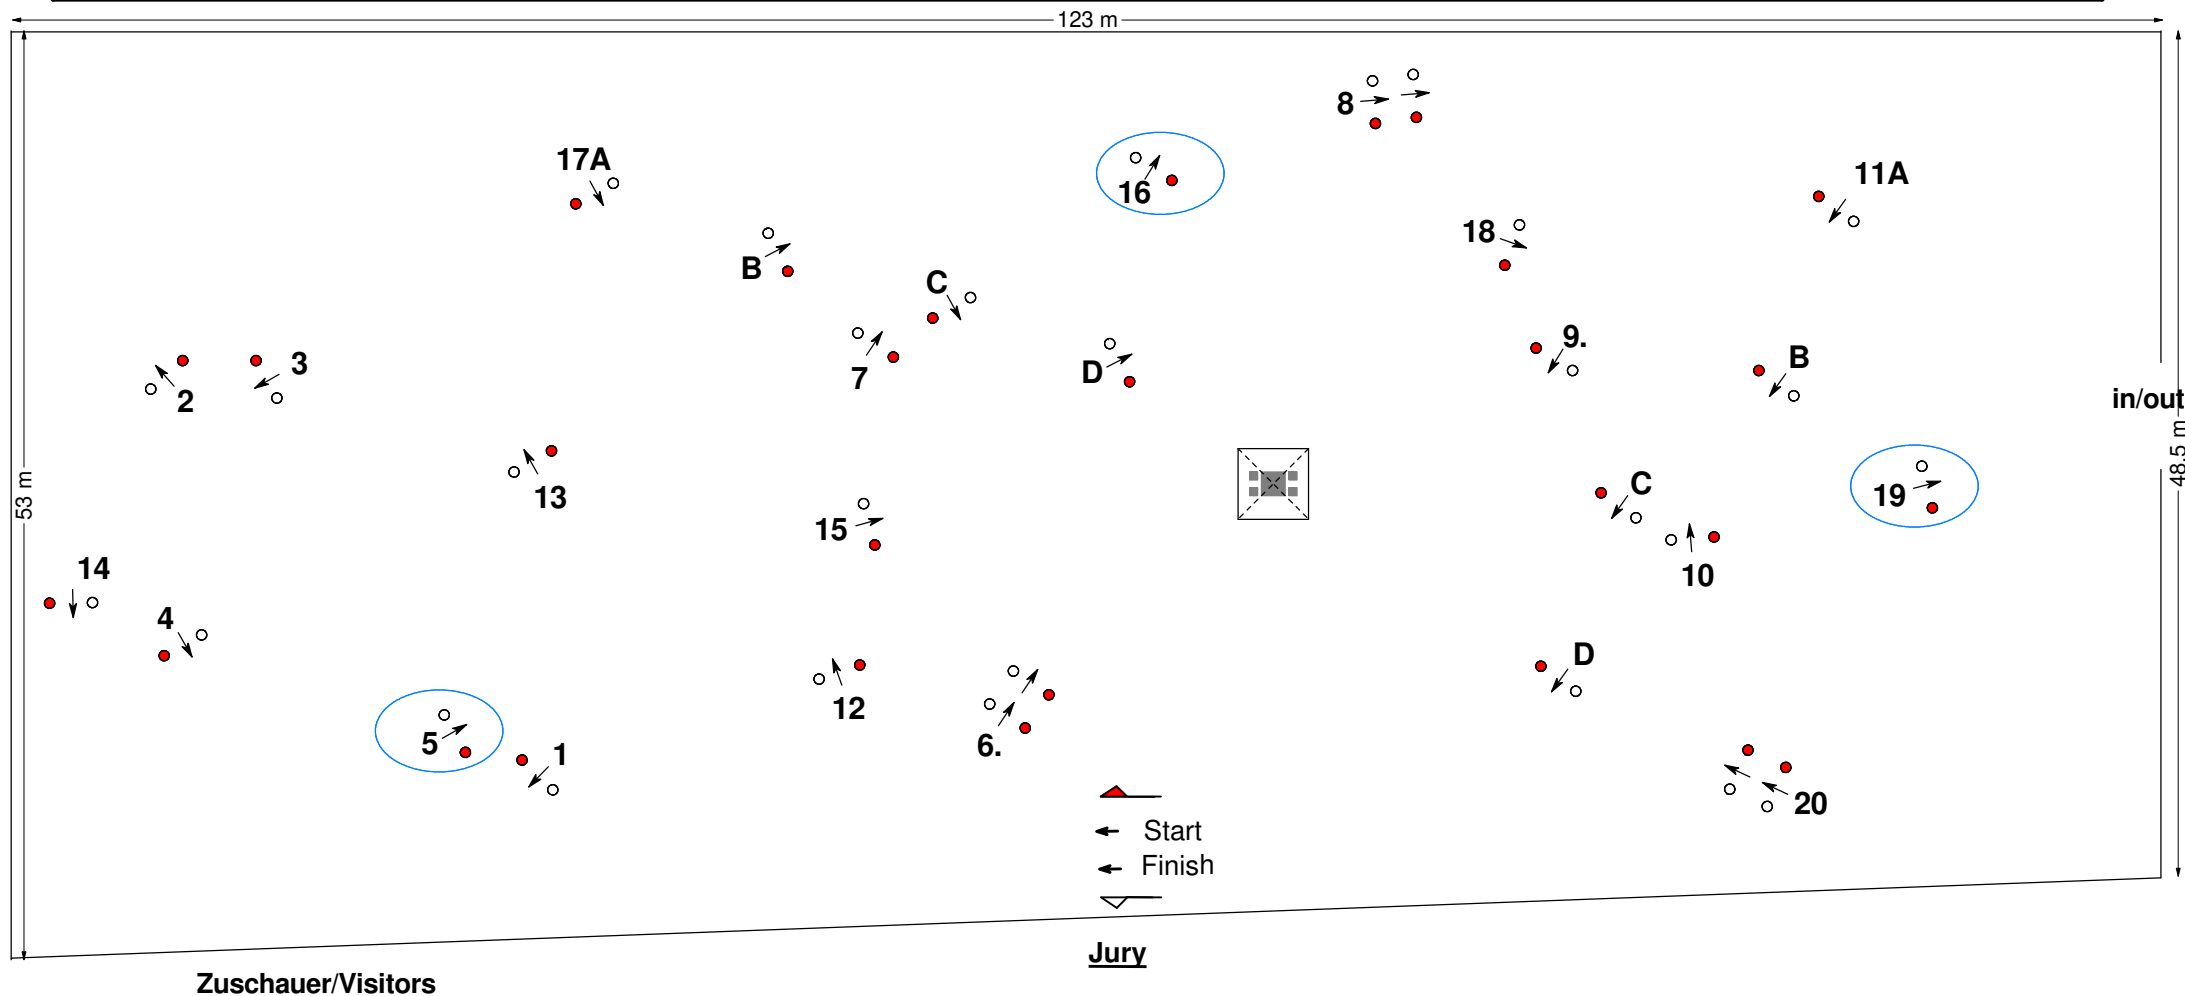 123 m
8
17A
16
11A
18
B
C
9.
3
7
D
B
2
in/out
C
13
53 m
48.5 m
19
15
14
10
4
D
12
5
6.
1
20
Start
Finish
Jury
Zuschauer/Visitors